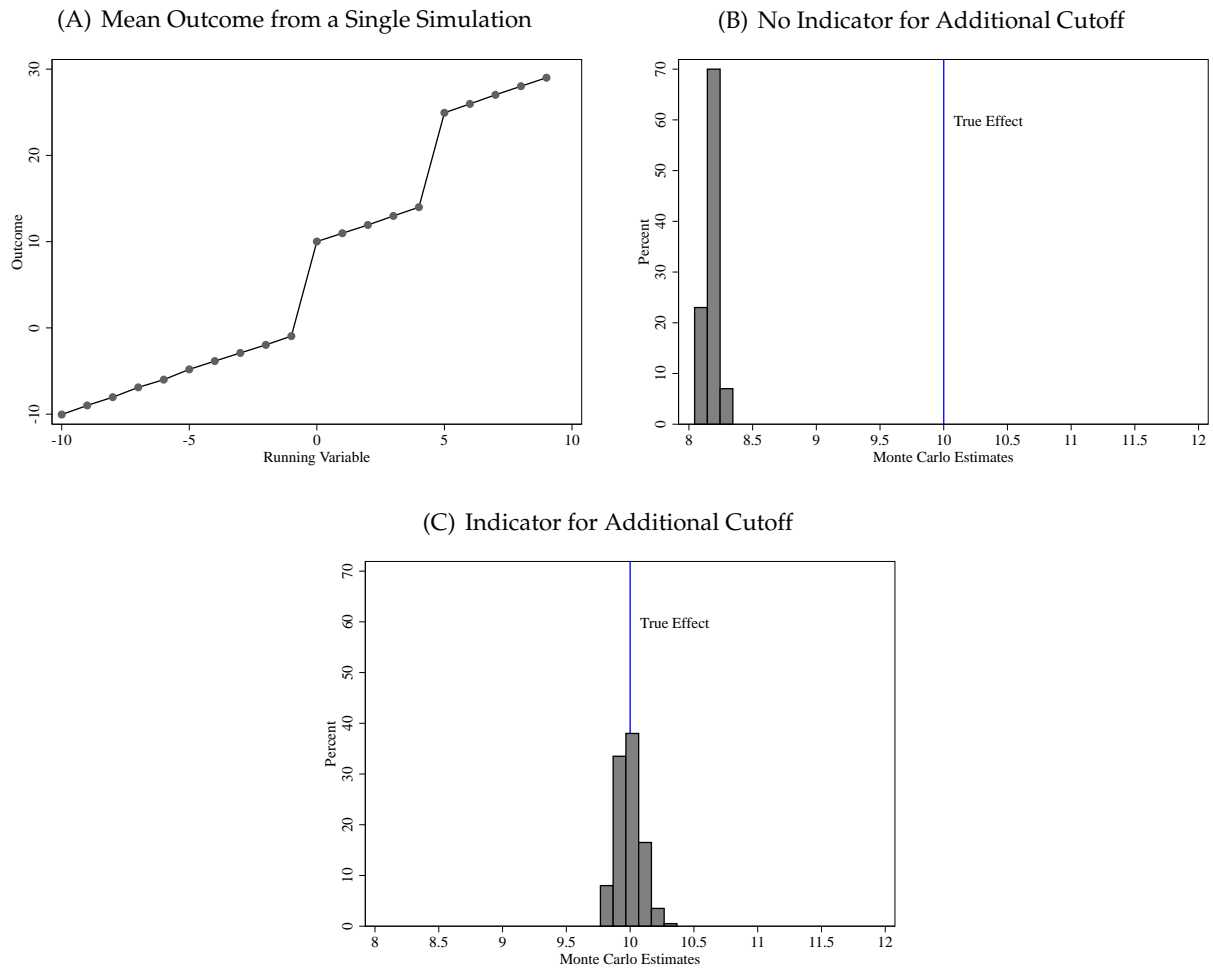 (A) Mean Outcome from a Single Simulation
30
20
10
0
-10
Outcome
-10 -5 0 5 10
Running Variable
(B) No Indicator for Additional Cutoff
70
60
50
40
30
20
10
0
Percent
True Effect
8 8.5 9 9.5 10 10.5 11 11.5 12
Monte Carlo Estimates
(C) Indicator for Additional Cutoff
70
60
50
40
30
20
10
0
Percent
True Effect
8 8.5 9 9.5 10 10.5 11 11.5 12
Monte Carlo Estimates